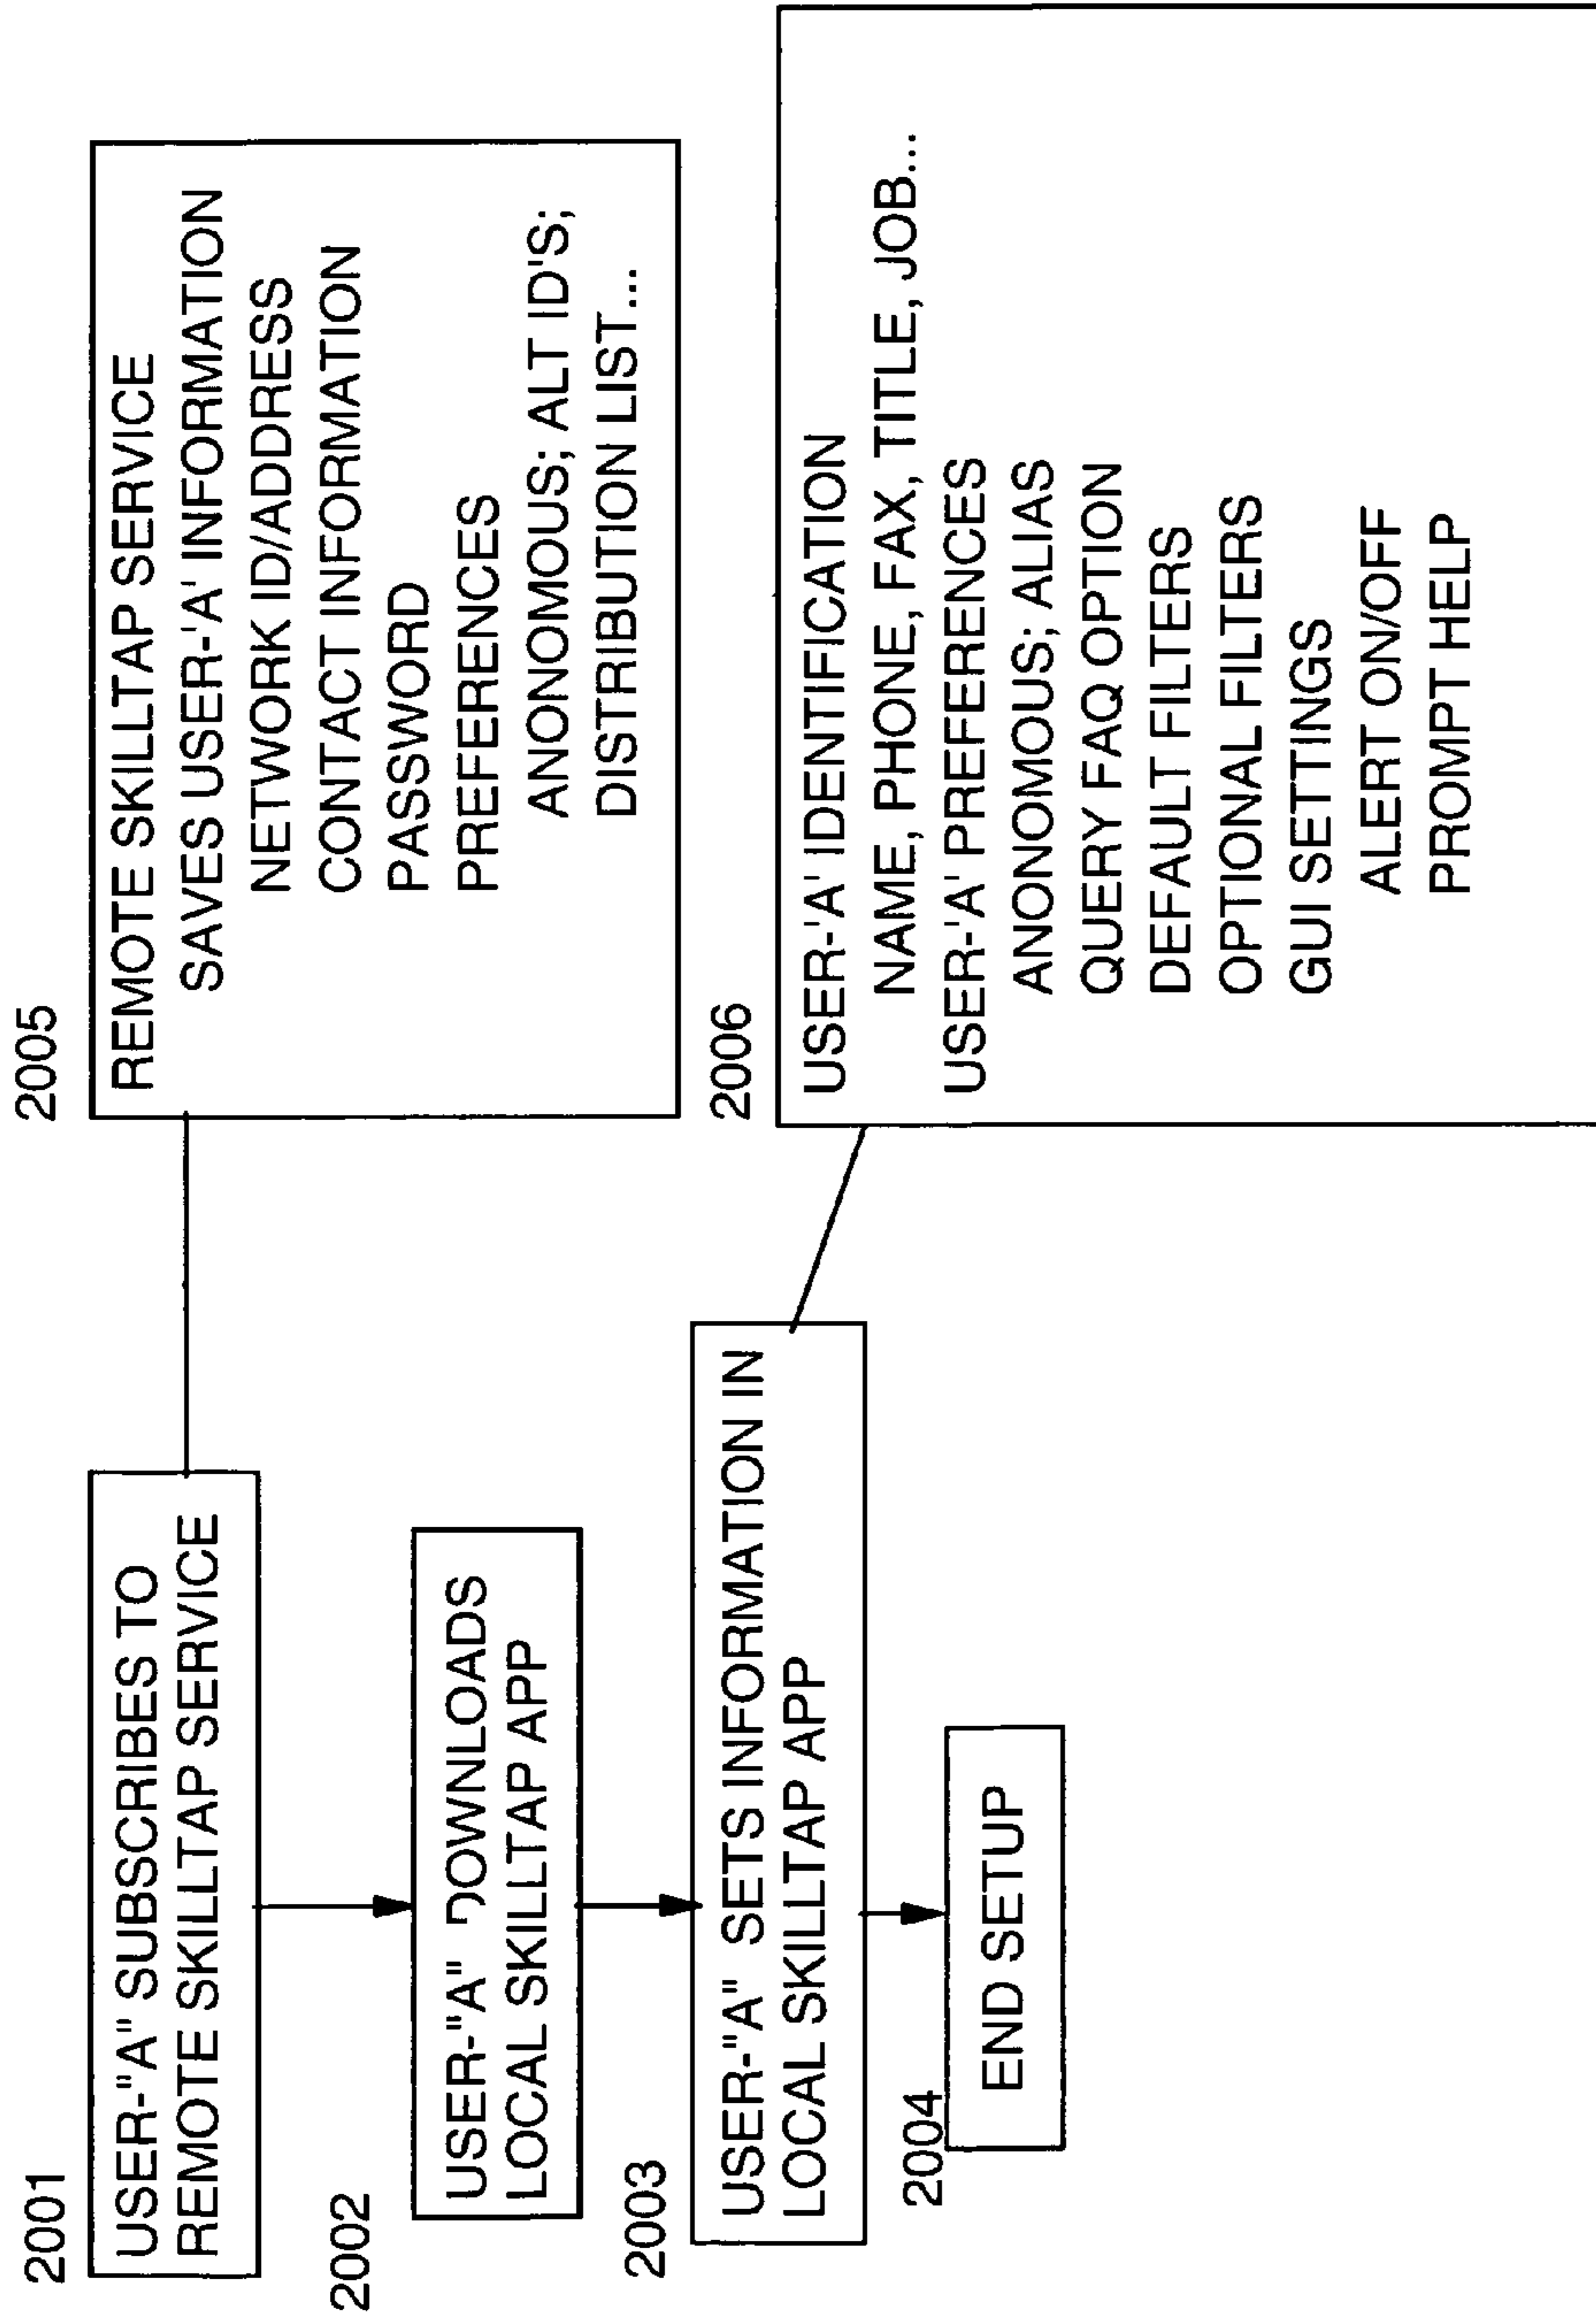 2001
USER-"A" SUBSCRIBES TO
REMOTE SKILLTAP SERVICE
2002
USER-"A" DOWNLOADS
LOCAL SKILLTAP APP
2003
USER-"A" SETS INFORMATION IN
LOCAL SKILLTAP APP
2004
END SETUP
2005
REMOTE SKILLTAP SERVICE
SAVES USER-'A' INFORMATION
NETWORK ID/ADDRESS
CONTACT INFORMATION
PASSWORD
PREFERENCES
ANONOMOUS; ALT ID'S;
DISTRIBUTION LIST...
2006
USER-'A' IDENTIFICATION
NAME, PHONE, FAX, TITLE, JOB...
USER-'A' PREFERENCES
ANONOMOUS; ALIAS
QUERY FAQ OPTION
DEFAULT FILTERS
OPTIONAL FILTERS
GUI SETTINGS
ALERT ON/OFF
PROMPT HELP